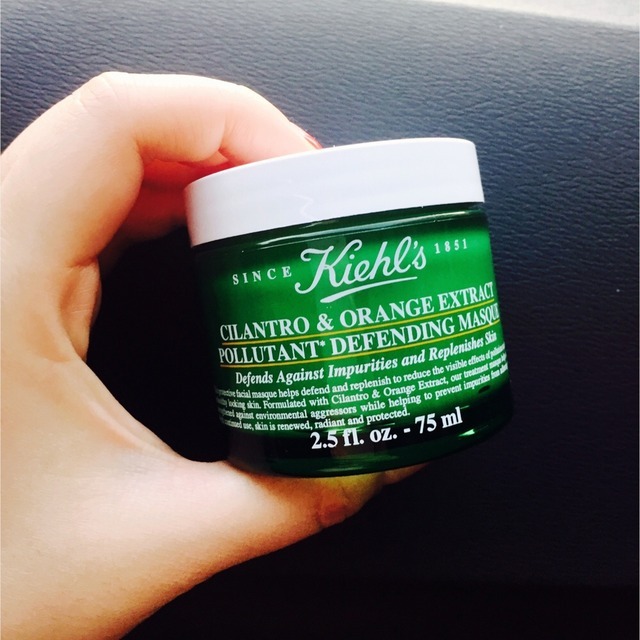 SINCE Kiehl's 1851
CILANTRO & ORANGE EXTRACT
POLLUTANT* DEFENDING MASQUE
Defends Against Impurities and Replenishes Skin
facial masque helps defend and replenish to reduce the visible effects of
looking skin. Formulated with Cilantro & Orange Extract, our treatment
against environmental aggressors while helping to prevent impurities from
use, skin is renewed, radiant and protected.
2.5 fl. oz. - 75 ml